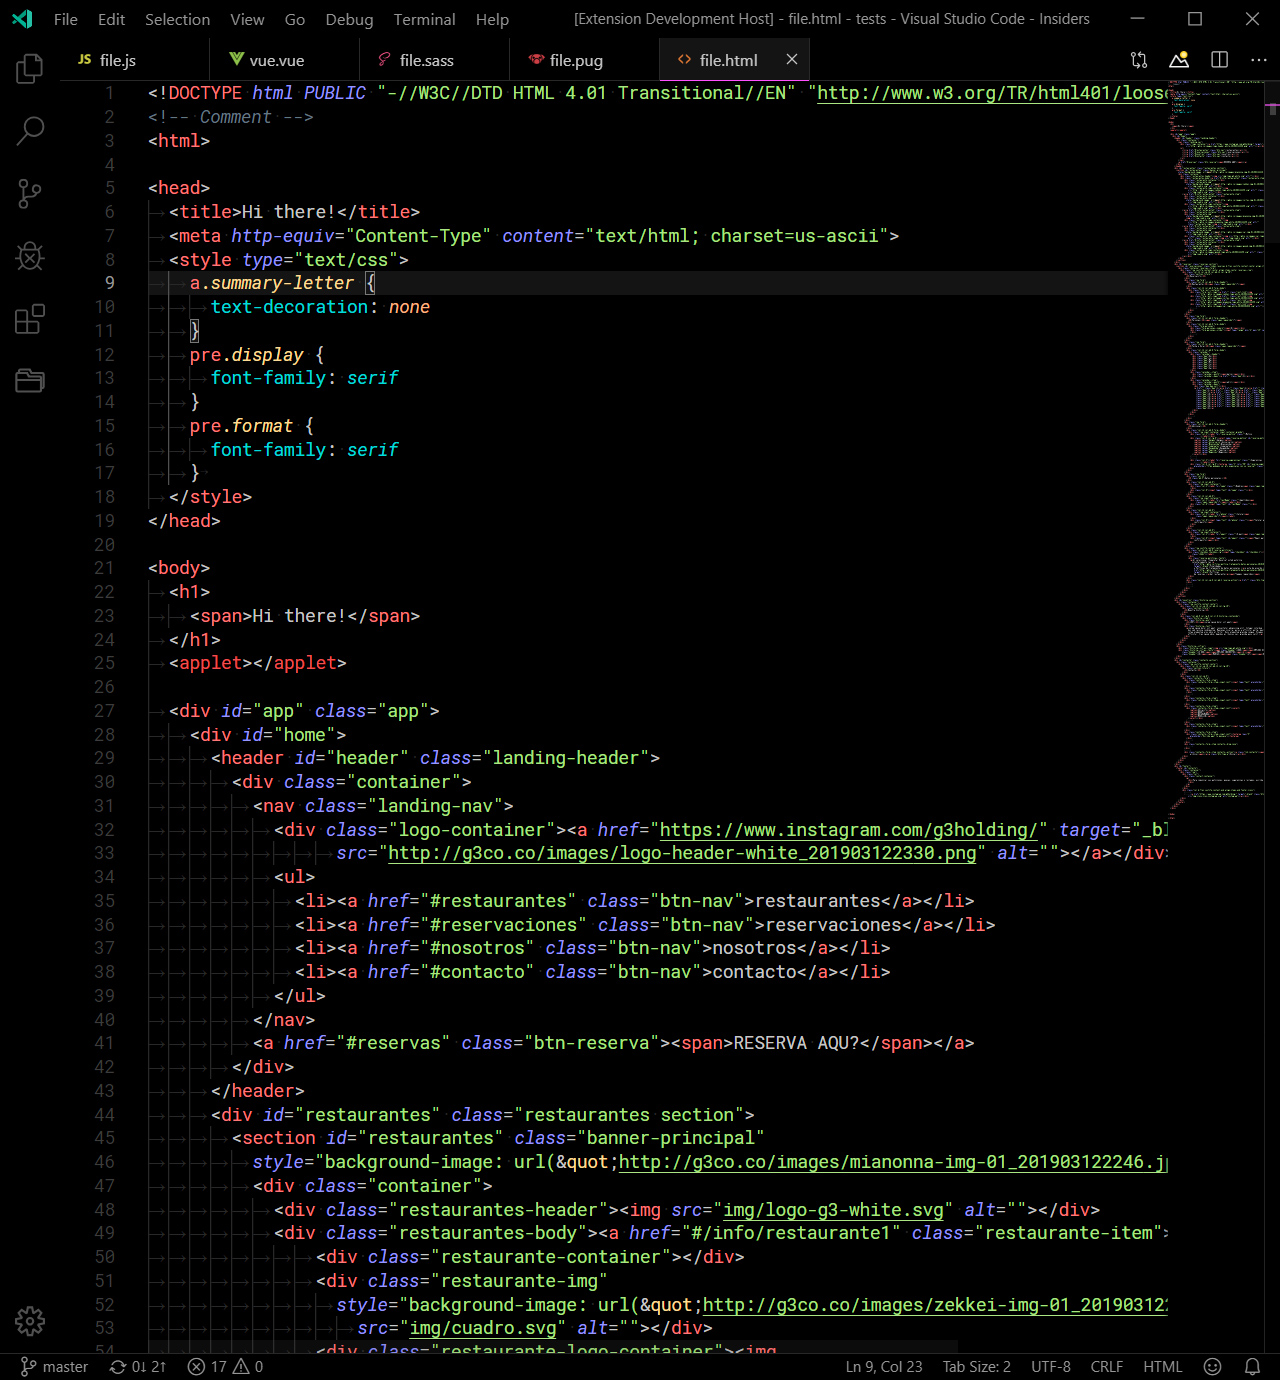 File Edit Selection View Go Debug Terminal Help [Extension Development Host] - file.html - tests - Visual Studio Code - Insiders
JS file.js vue.vue file.sass file.pug <> file.html
1 <!DOCTYPE html PUBLIC "-//W3C//DTD HTML 4.01 Transitional//EN" "http://www.w3.org/TR/html401/loose
2 <!-- Comment -->
3 <html>
4
5 <head>
6 <title>Hi there!</title>
7 <meta http-equiv="Content-Type" content="text/html; charset=us-ascii">
8 <style type="text/css">
9 a.summary-letter {
10 text-decoration: none
11 }
12 pre.display {
13 font-family: serif
14 }
15 pre.format {
16 font-family: serif
17 }
18 </style>
19 </head>
20
21 <body>
22 <h1>
23 <span>Hi there!</span>
24 </h1>
25 <applet></applet>
26
27 <div id="app" class="app">
28 <div id="home">
29 <header id="header" class="landing-header">
30 <div class="container">
31 <nav class="landing-nav">
32 <div class="logo-container"><a href="https://www.instagram.com/g3holding/" target="_bl
33 src="http://g3co.co/images/logo-header-white_201903122330.png" alt=""></a></div>
34 <ul>
35 <li><a href="#restaurantes" class="btn-nav">restaurantes</a></li>
36 <li><a href="#reservaciones" class="btn-nav">reservaciones</a></li>
37 <li><a href="#nosotros" class="btn-nav">nosotros</a></li>
38 <li><a href="#contacto" class="btn-nav">contacto</a></li>
39 </ul>
40 </nav>
41 <a href="#reservas" class="btn-reserva"><span>RESERVA AQU?</span></a>
42 </div>
43 </header>
44 <div id="restaurantes" class="restaurantes section">
45 <section id="restaurantes" class="banner-principal"
46 style="background-image: url(&quot;http://g3co.co/images/mianonna-img-01_201903122246.jp
47 <div class="container">
48 <div class="restaurantes-header"><img src="img/logo-g3-white.svg" alt=""></div>
49 <div class="restaurantes-body"><a href="#/info/restaurante1" class="restaurante-item">
50 <div class="restaurante-container"></div>
51 <div class="restaurante-img"
52 style="background-image: url(&quot;http://g3co.co/images/zekkei-img-01_201903122
53 src="img/cuadro.svg" alt=""></div>
54 <div class="restaurante-logo-container"><img
master 0↓ 2↑ 17 0 Ln 9, Col 23 Tab Size: 2 UTF-8 CRLF HTML